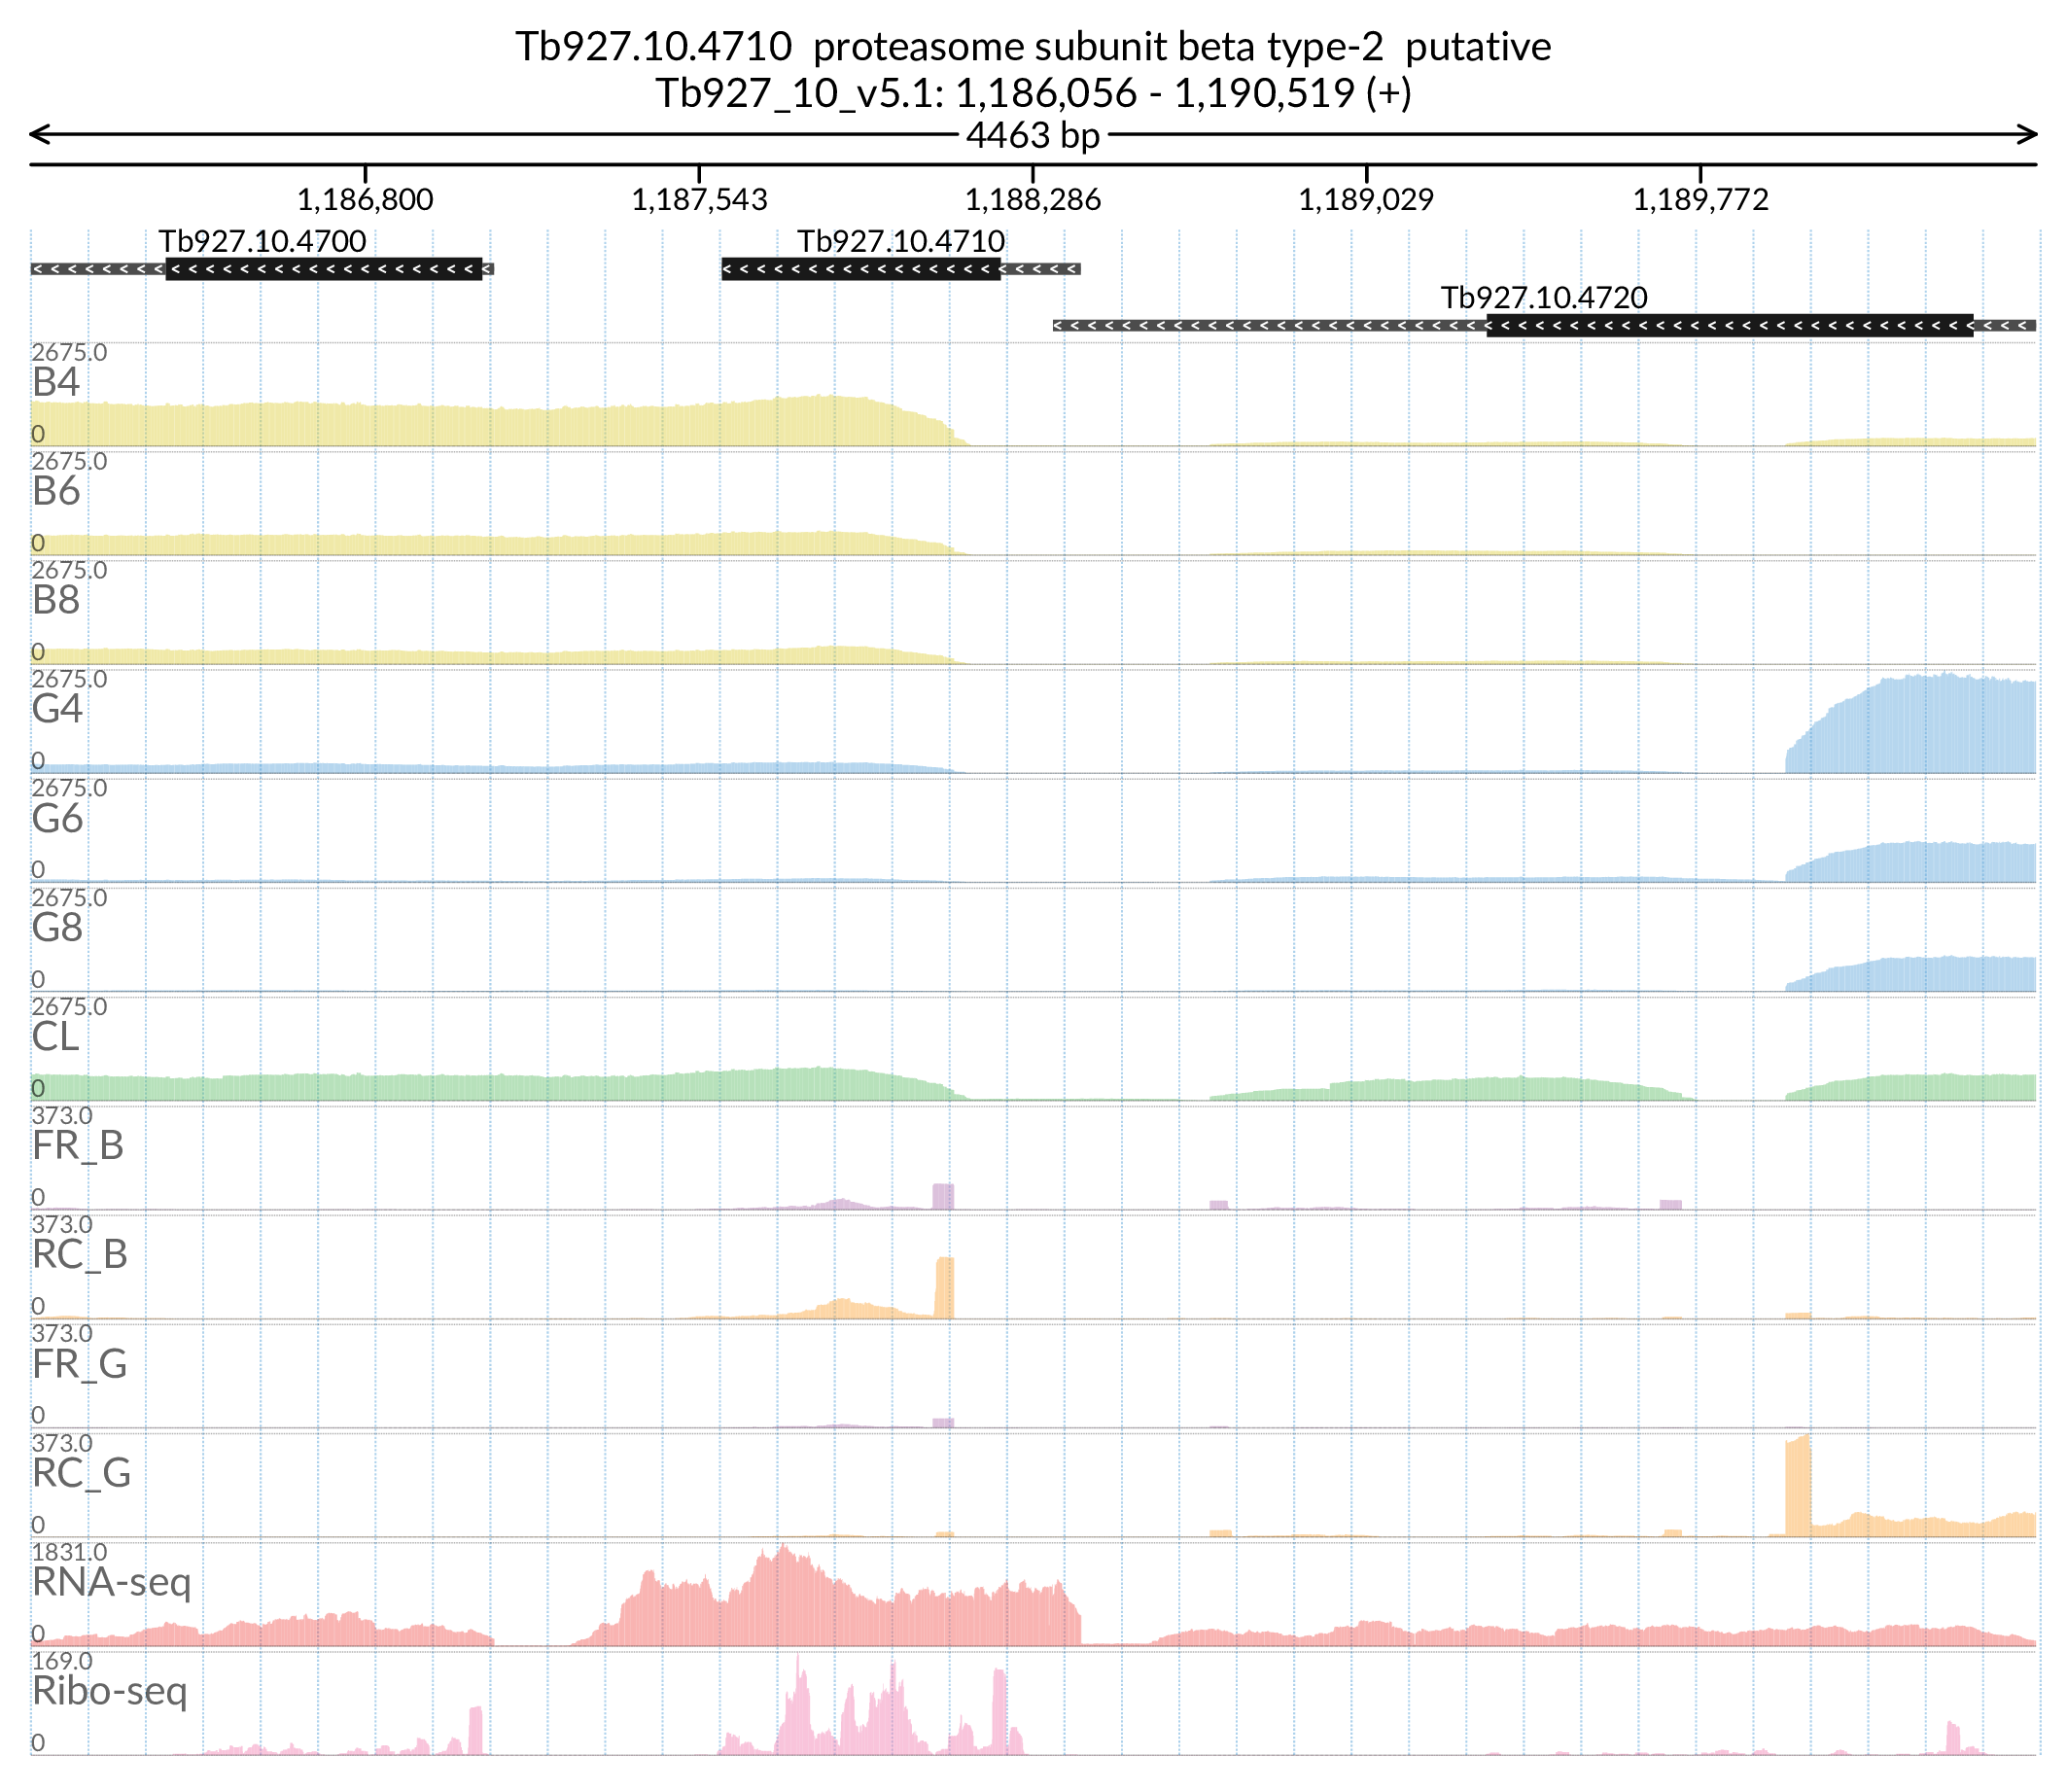 Tb927.10.4710 proteasome subunit beta type-2 putative
Tb927_10_v5.1: 1,186,056 - 1,190,519 (+)
4463 bp
1,186,800 1,187,543 1,188,286 1,189,029 1,189,772
Tb927.10.4700 Tb927.10.4710
Tb927.10.4720
2675.0
B4
0
2675.0
B6
0
2675.0
B8
0
2675.0
G4
0
2675.0
G6
0
2675.0
G8
0
2675.0
CL
0
373.0
FR_B
0
373.0
RC_B
0
373.0
FR_G
0
373.0
RC_G
0
1831.0
RNA-seq
0
169.0
Ribo-seq
0